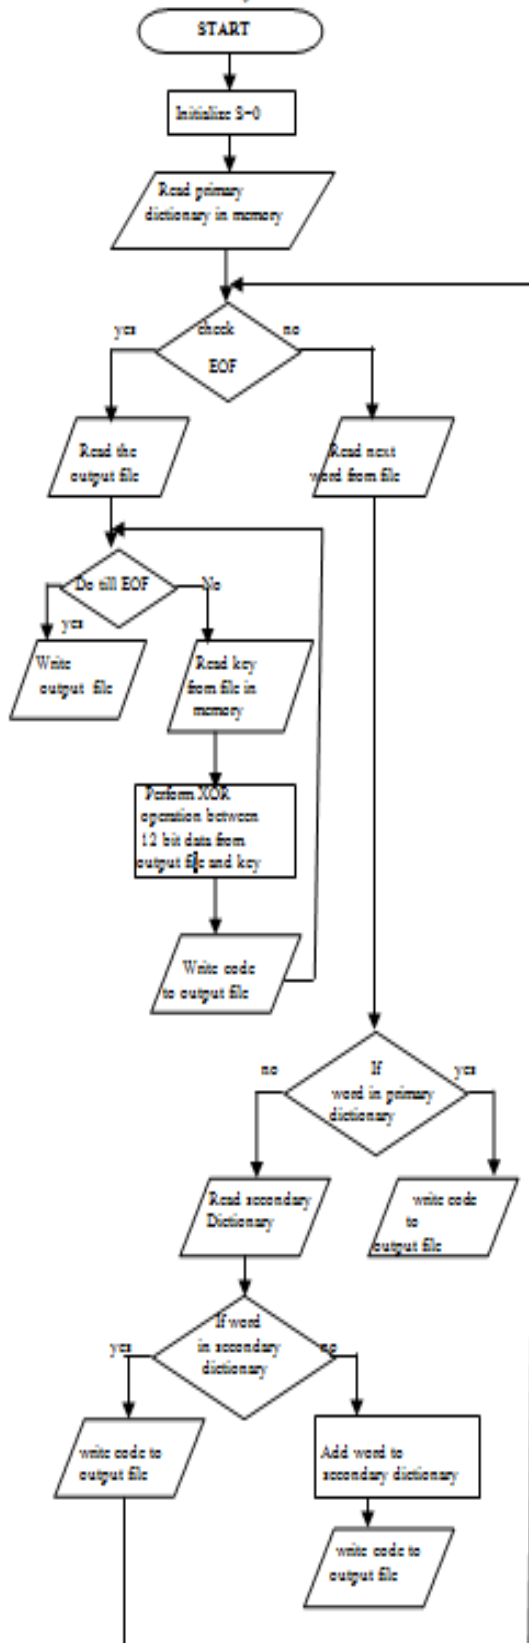 START
Initialize S=0
Read primary
dictionary in memory
yes
check
no
EOF
Read the
output file
Read next
word from file
Do till EOF
No
yes
Write
output file
Read key
from file in
memory
Perform XOR
operation between
12 bit data from
output file and key
Write code
to output file
no
If
yes
word in primary
dictionary
Read secondary
Dictionary
write code
to
output file
If word
yes
in secondary
no
dictionary
write code to
output file
Add word to
secondary dictionary
write code to
output file